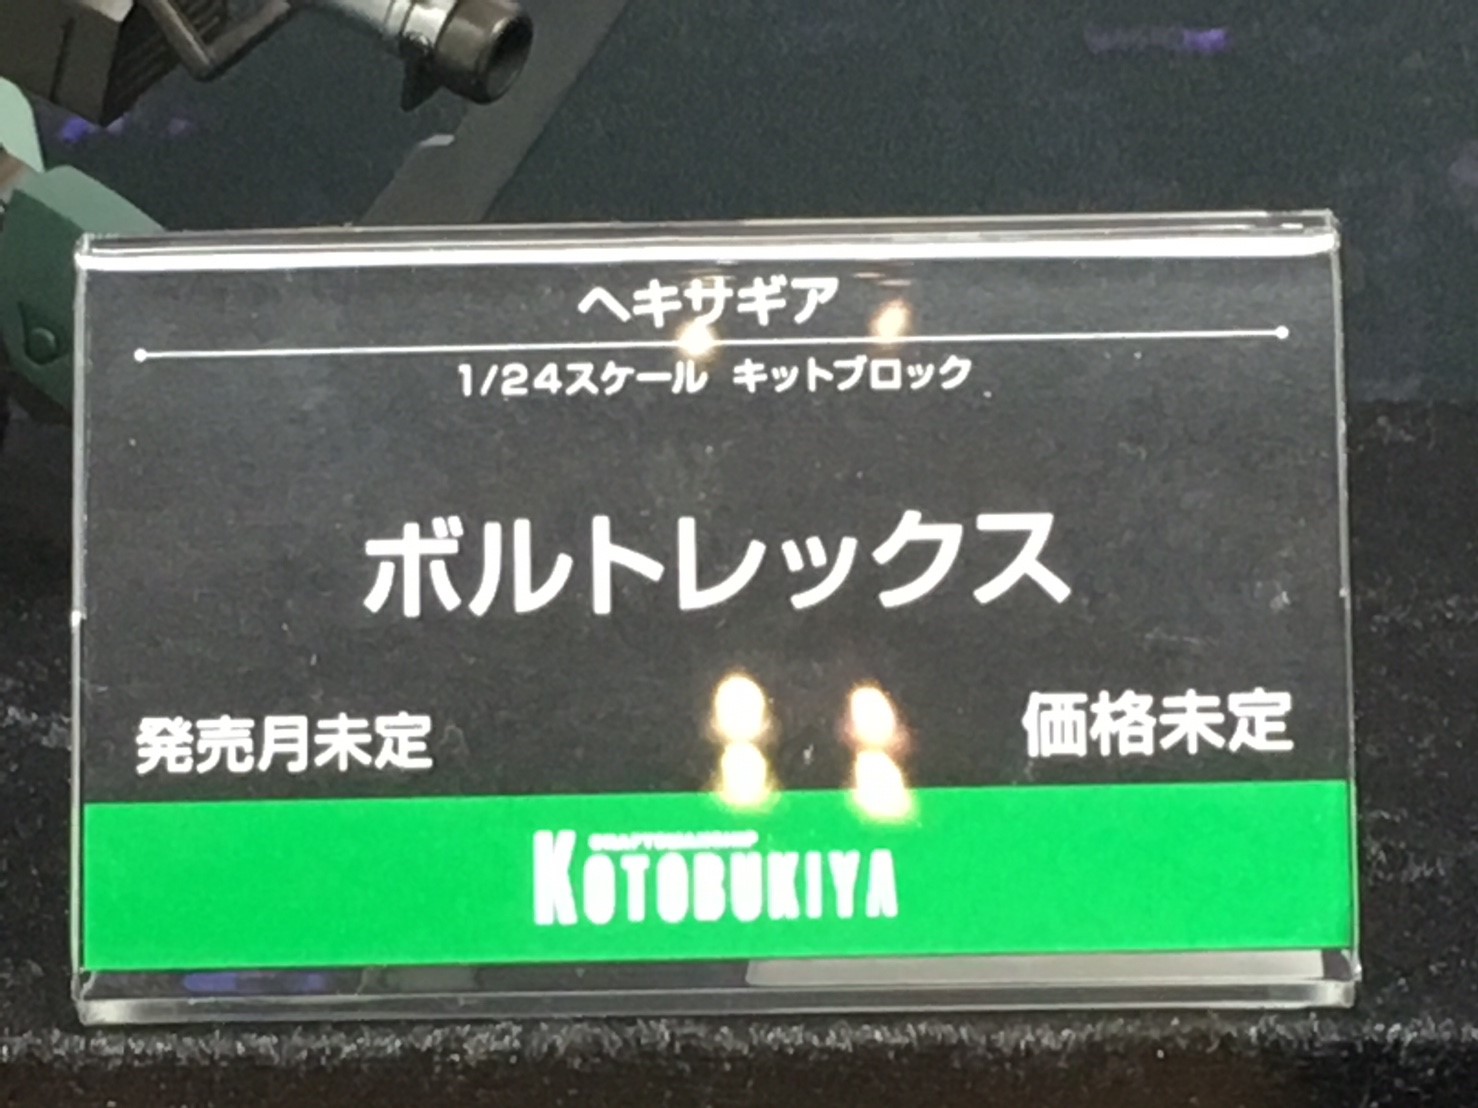 ヘキサギア
1/24スケール キットブロック
ボルトレックス
発売月未定
価格未定
KOTOBUKIYA